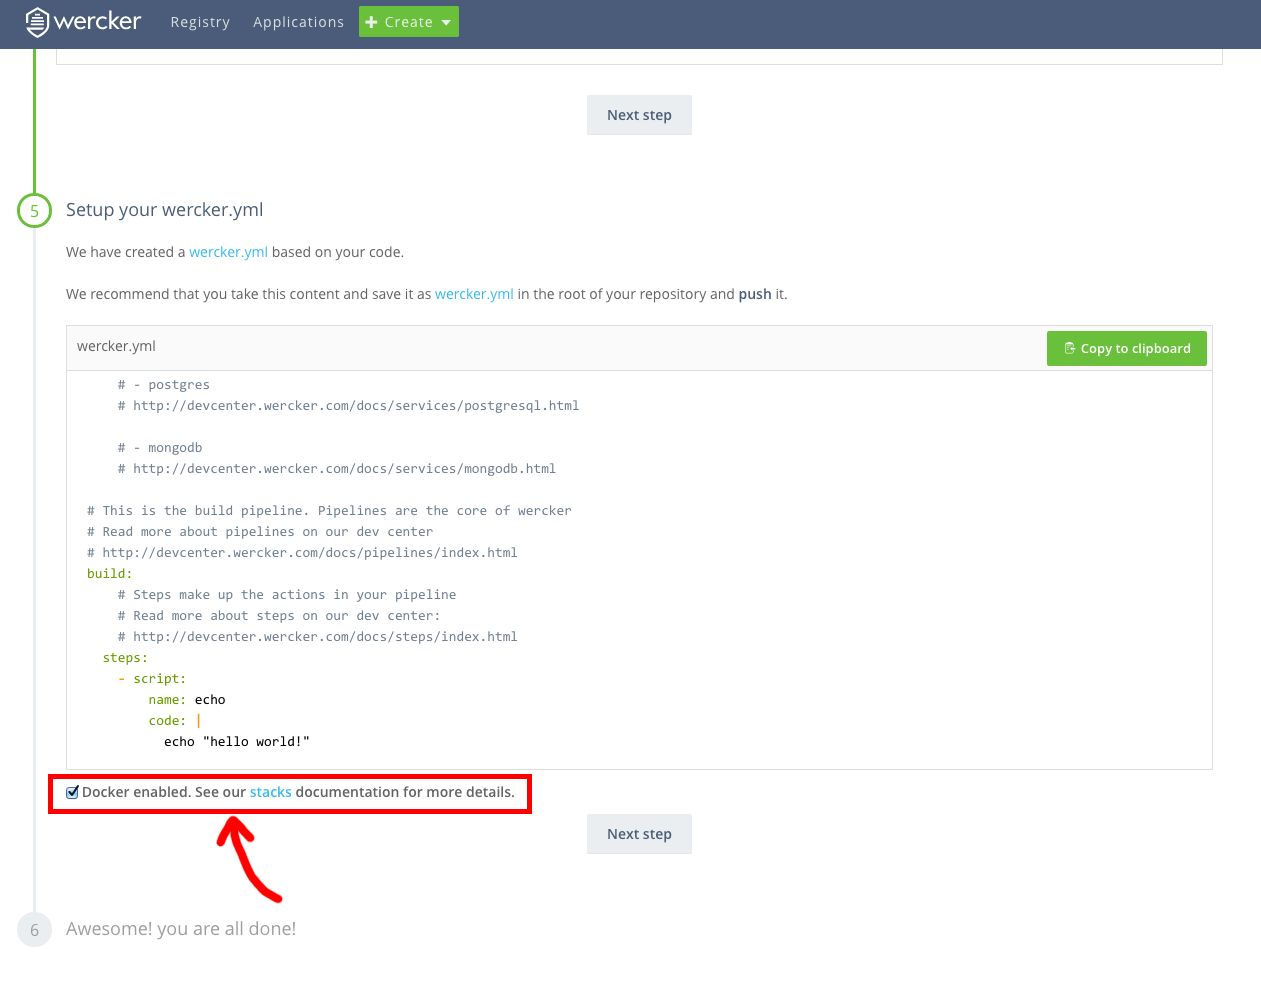 wercker Registry Applications + Create
Next step
5 Setup your wercker.yml
We have created a wercker.yml based on your code.
We recommend that you take this content and save it as wercker.yml in the root of your repository and push it.
wercker.yml Copy to clipboard
# - postgres
# http://devcenter.wercker.com/docs/services/postgresql.html
# - mongodb
# http://devcenter.wercker.com/docs/services/mongodb.html
# This is the build pipeline. Pipelines are the core of wercker
# Read more about pipelines on our dev center
# http://devcenter.wercker.com/docs/pipelines/index.html
build:
# Steps make up the actions in your pipeline
# Read more about steps on our dev center:
# http://devcenter.wercker.com/docs/steps/index.html
steps:
- script:
name: echo
code: |
echo "hello world!"
Docker enabled. See our stacks documentation for more details.
Next step
6 Awesome! you are all done!